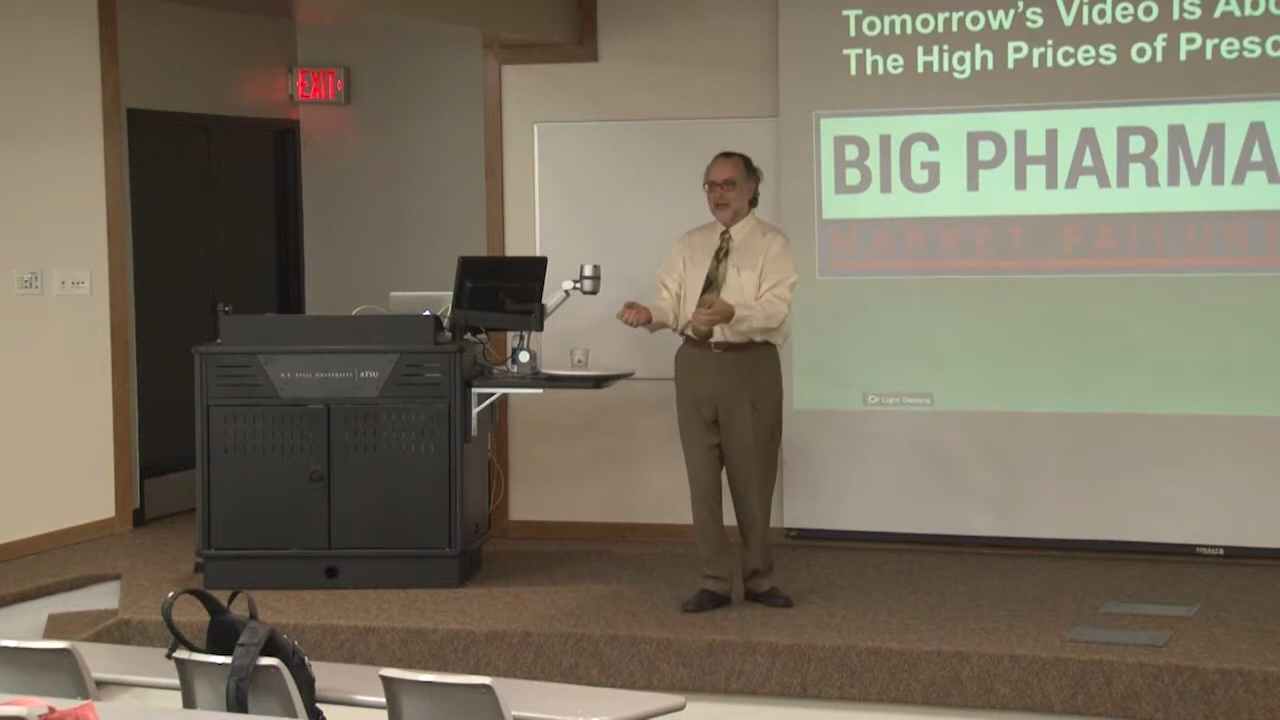 Tomorrow's Video Is Abo
The High Prices of Presc
EXIT
BIG PHARMA
MARKET FAILURE
A.T. STILL UNIVERSITY | ATSU